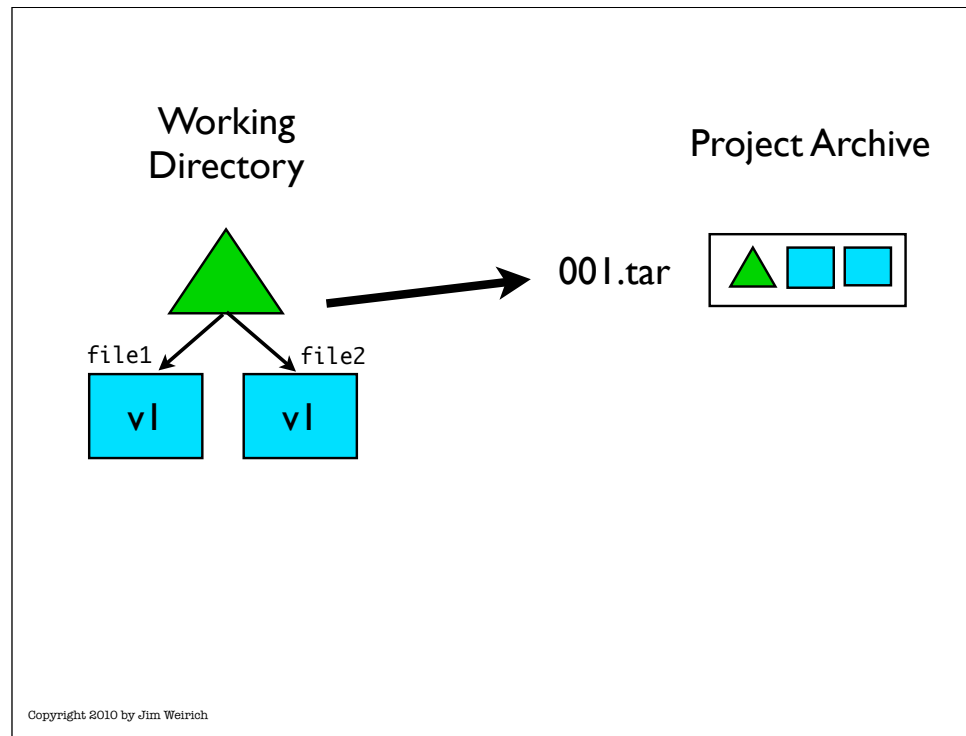 Working
Directory
Project Archive
001.tar
file1
file2
v1
v1
Copyright 2010 by Jim Weirich